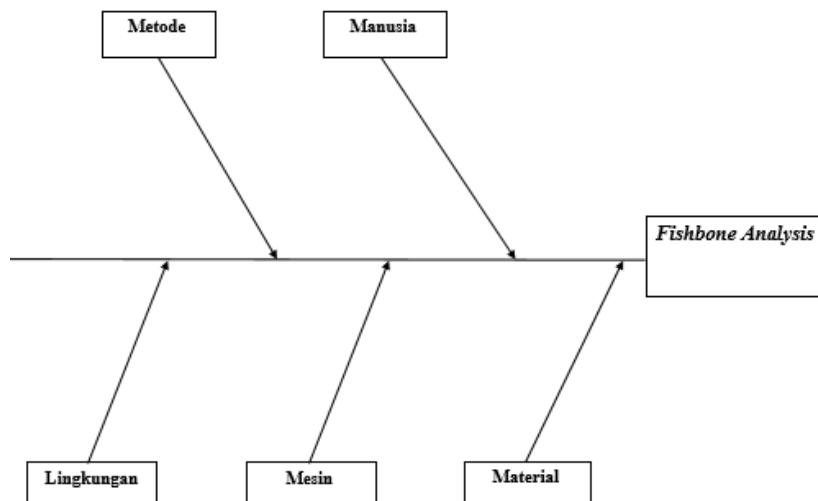 Metode
Manusia
Fishbone Analysis
Lingkungan
Mesin
Material